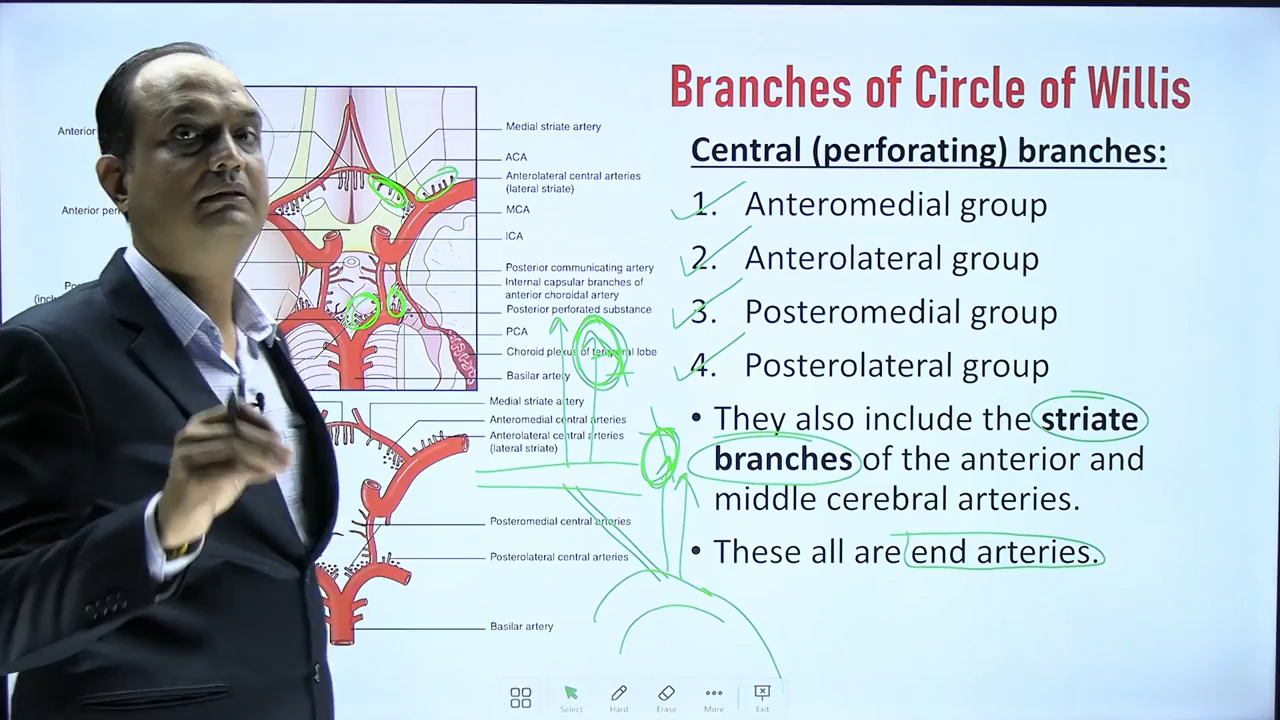 Branches of Circle of Willis
Central (perforating) branches:
1. Anteromedial group
2. Anterolateral group
3. Posteromedial group
4. Posterolateral group
• They also include the striate
branches of the anterior and
middle cerebral arteries.
• These all are end arteries.
Anterior
Anterior per
(inclu
Medial striate artery
ACA
Anterolateral central arteries
(lateral striate)
MCA
ICA
Posterior communicating artery
Internal capsular branches of
anterior choroidal artery
Posterior perforated substance
PCA
Choroid plexus of temporal lobe
Basilar artery
Medial striate artery
Anteromedial central arteries
Anterolateral central arteries
(lateral striate)
Posteromedial central arteries
Posterolateral central arteries
Basilar artery
Select
Hard
Erase
More
Exit